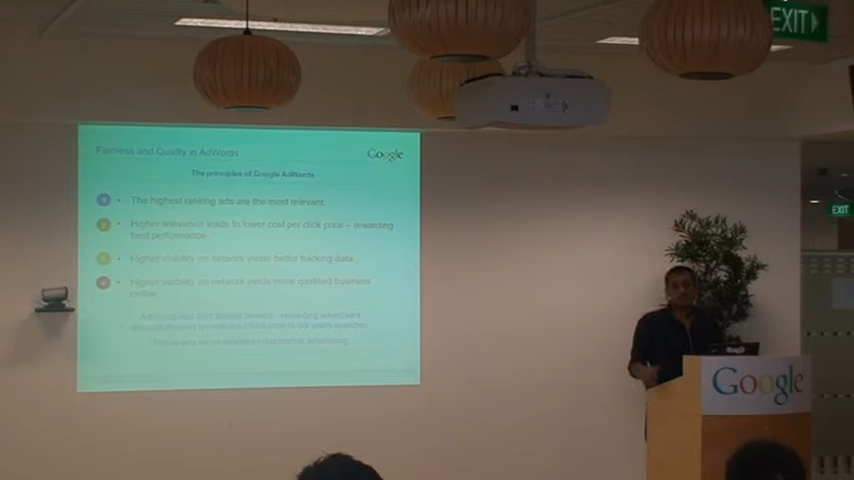 EXIT
Fairness and Quality in AdWords
Google
The principles of Google AdWords
The highest ranking ads are the most relevant
Higher relevance leads to lower cost per click price – rewarding
best performance
Higher visibility on network yields better tracking data
Higher visibility on network yields more qualified business
online
EXIT
Google